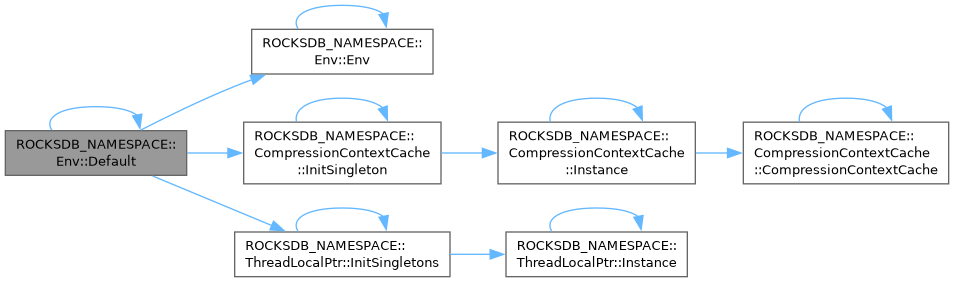 ROCKSDB_NAMESPACE::
Env::Default
ROCKSDB_NAMESPACE::
Env::Env
ROCKSDB_NAMESPACE::
CompressionContextCache
::InitSingleton
ROCKSDB_NAMESPACE::
CompressionContextCache
::Instance
ROCKSDB_NAMESPACE::
CompressionContextCache
::CompressionContextCache
ROCKSDB_NAMESPACE::
ThreadLocalPtr::InitSingletons
ROCKSDB_NAMESPACE::
ThreadLocalPtr::Instance